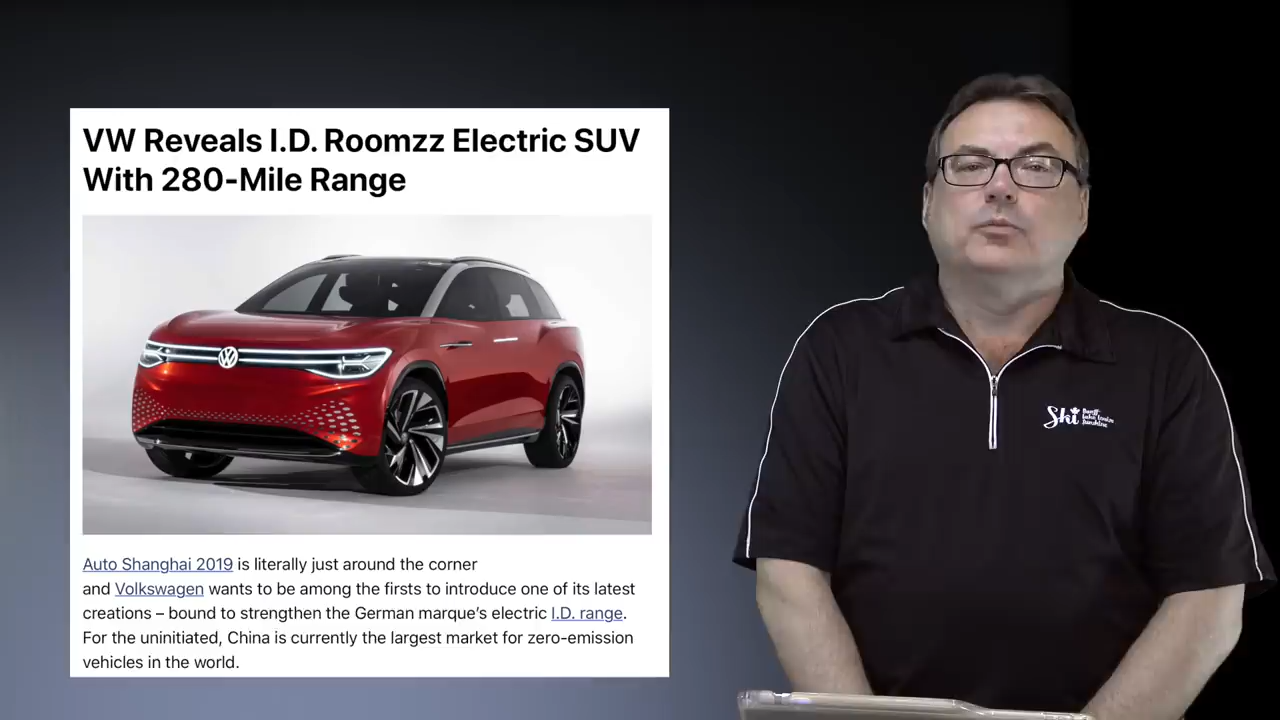 VW Reveals I.D. Roomzz Electric SUV
With 280-Mile Range
Auto Shanghai 2019 is literally just around the corner
and Volkswagen wants to be among the firsts to introduce one of its latest
creations – bound to strengthen the German marque's electric I.D. range.
For the uninitiated, China is currently the largest market for zero-emission
vehicles in the world.
Ski